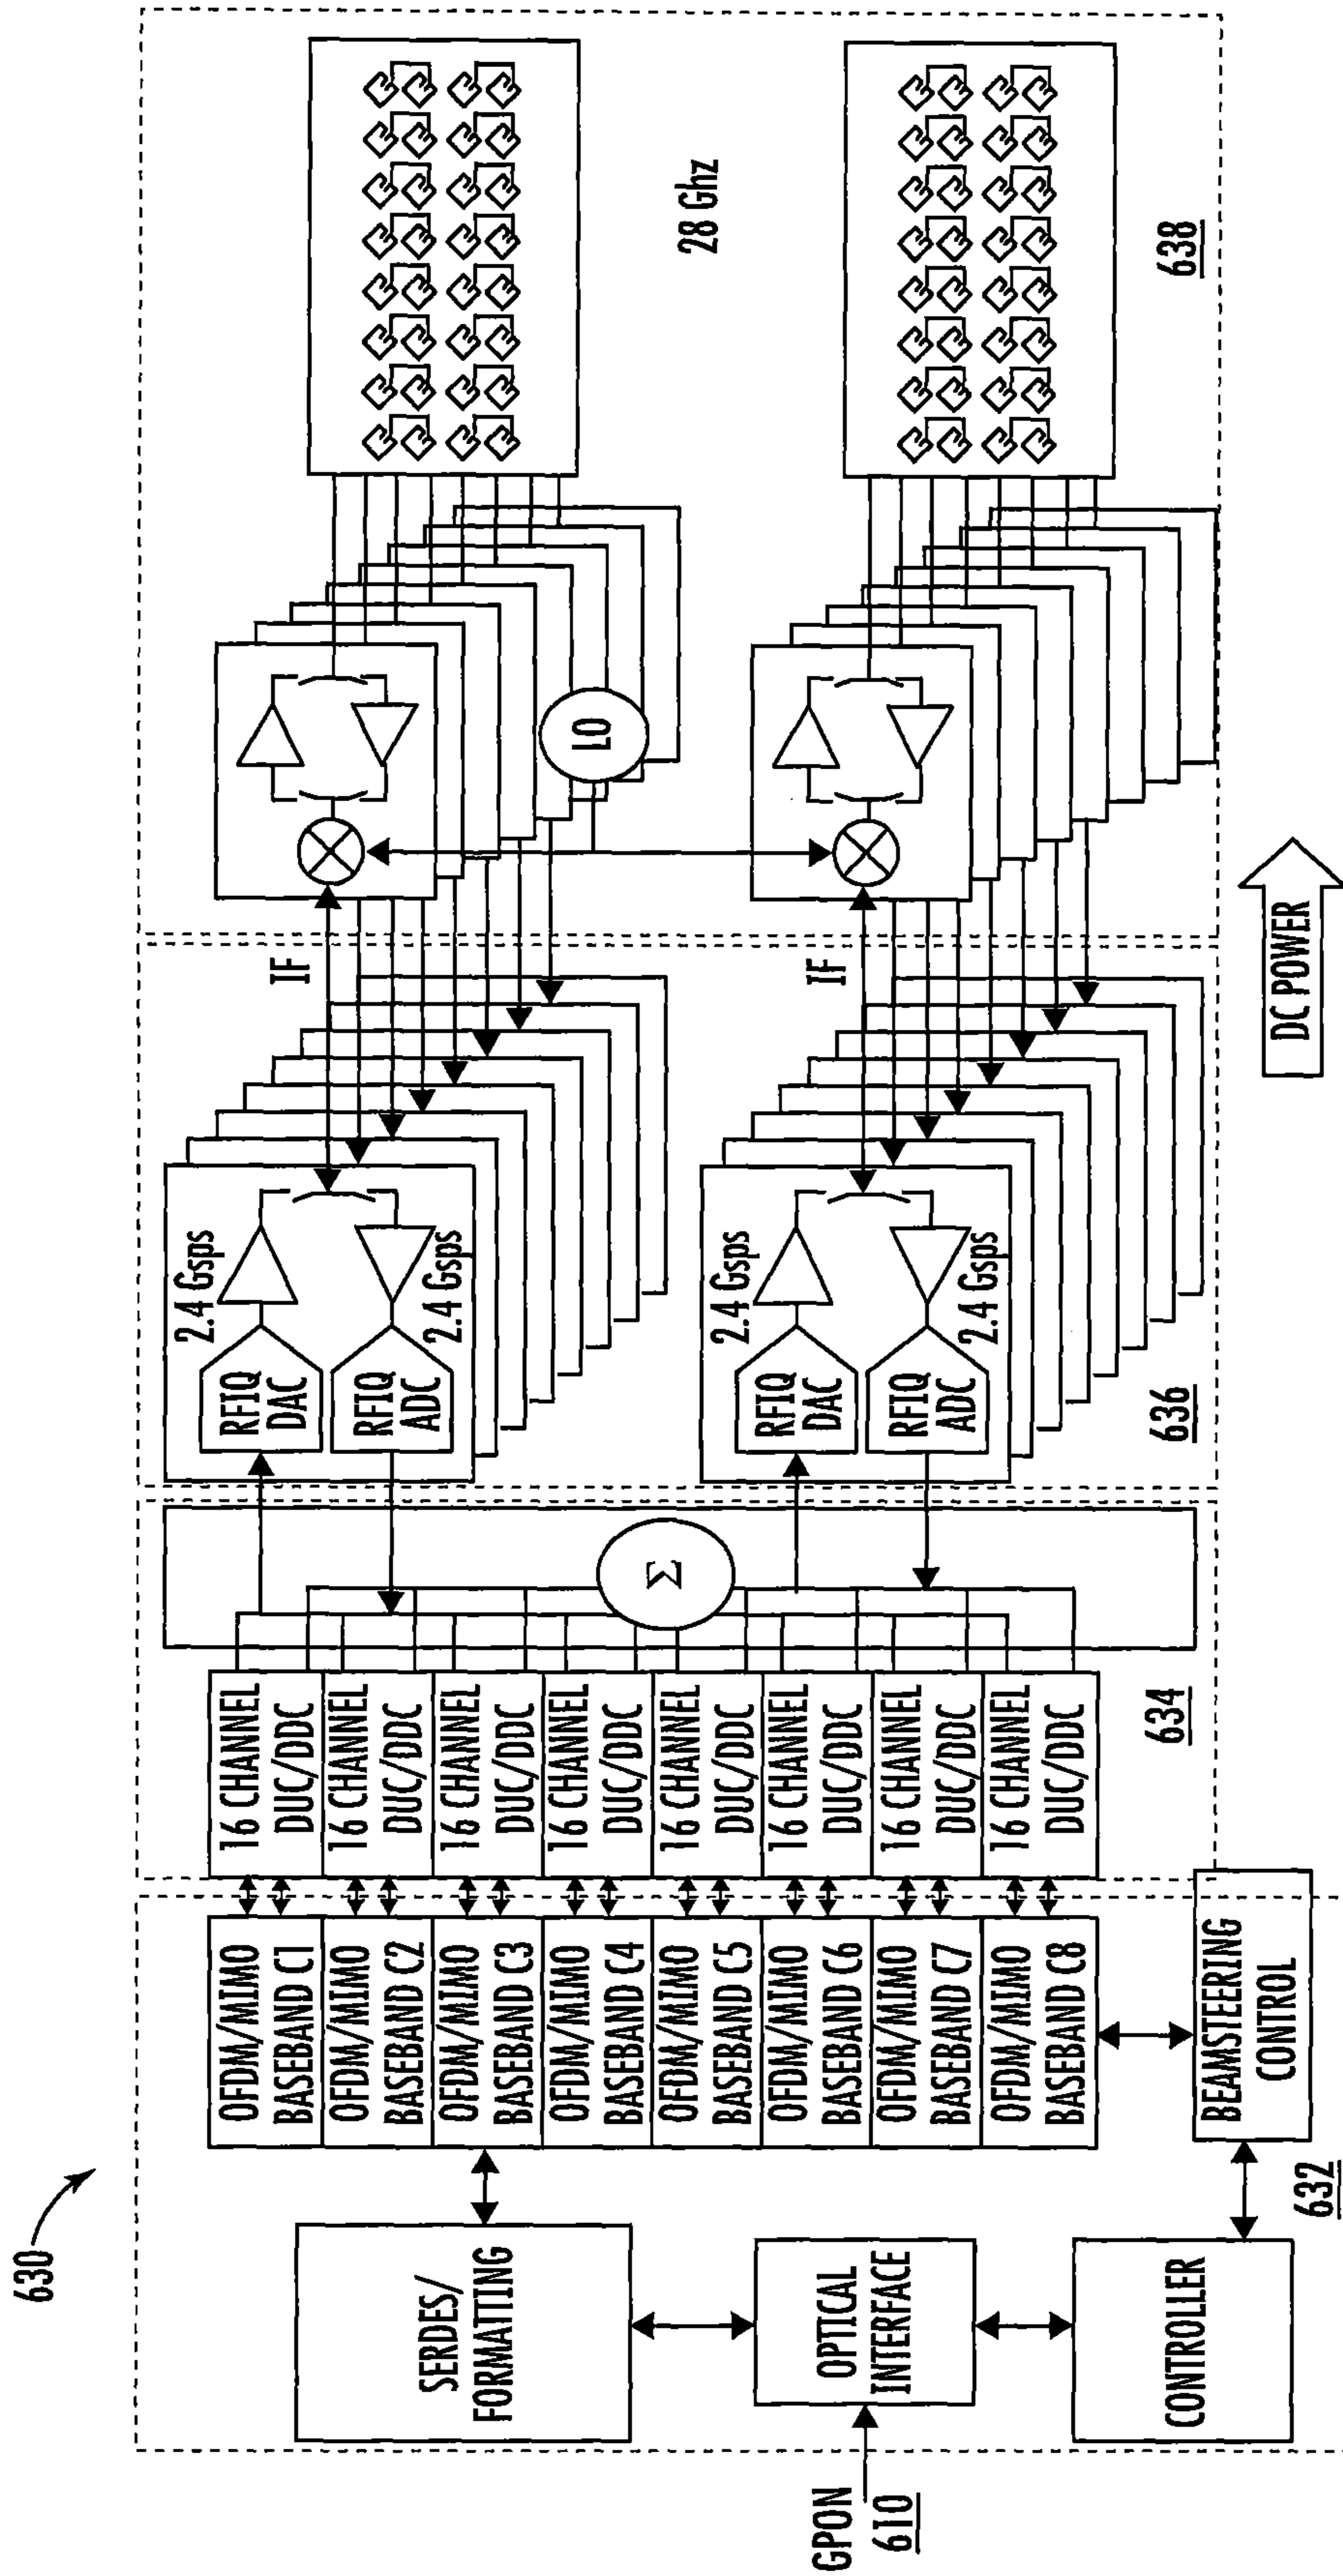 630
GPON
610
SERDES/
FORMATTING
OPTICAL
INTERFACE
CONTROLLER
632
OFDM/MIMO
BASEBAND C1
OFDM/MIMO
BASEBAND C2
OFDM/MIMO
BASEBAND C3
OFDM/MIMO
BASEBAND C4
OFDM/MIMO
BASEBAND C5
OFDM/MIMO
BASEBAND C6
OFDM/MIMO
BASEBAND C7
OFDM/MIMO
BASEBAND C8
BEAMSTEERING
CONTROL
16 CHANNEL
DUC/DDC
16 CHANNEL
DUC/DDC
16 CHANNEL
DUC/DDC
16 CHANNEL
DUC/DDC
16 CHANNEL
DUC/DDC
16 CHANNEL
DUC/DDC
16 CHANNEL
DUC/DDC
16 CHANNEL
DUC/DDC
634
Σ
RFIQ
DAC
2.4 Gsps
RFIQ
ADC
2.4 Gsps
RFIQ
DAC
2.4 Gsps
RFIQ
ADC
2.4 Gsps
636
IF
IF
LO
28 Ghz
638
DC POWER